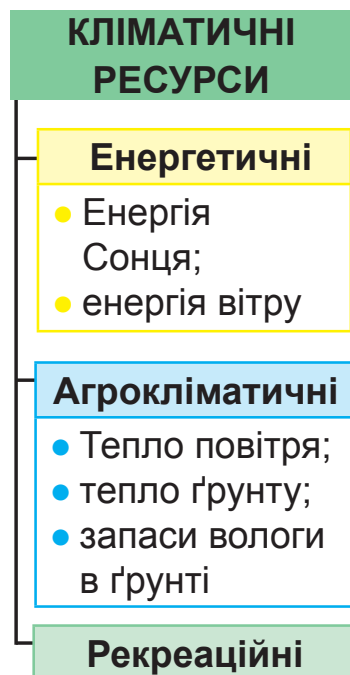 КЛІМАТИЧНІ
РЕСУРСИ
Енергетичні
● Енергія
Сонця;
● енергія вітру
Агрокліматичні
● Тепло повітря;
● тепло ґрунту;
● запаси вологи
в ґрунті
Рекреаційні